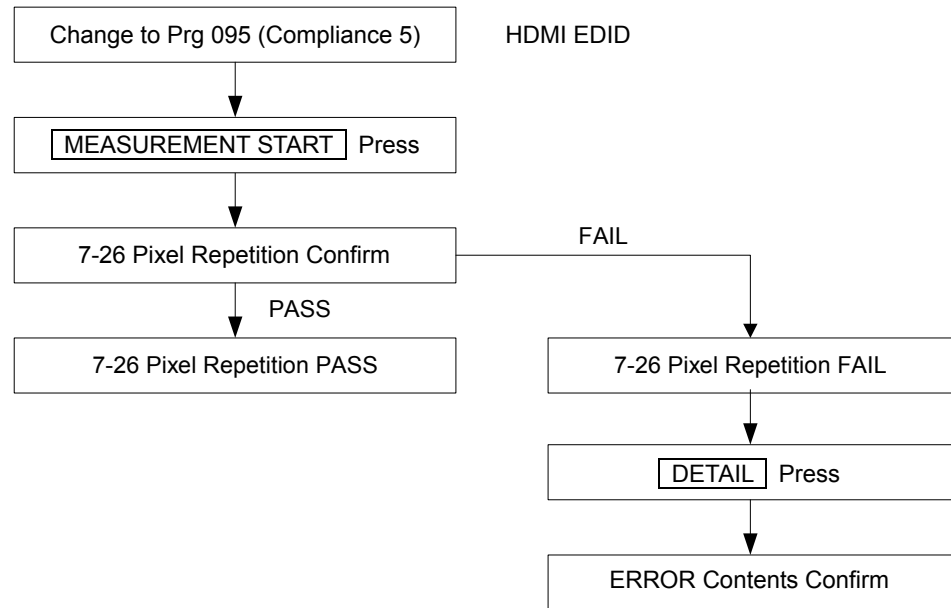 Change to Prg 095 (Compliance 5)
HDMI EDID
MEASUREMENT START Press
7-26 Pixel Repetition Confirm
FAIL
PASS
7-26 Pixel Repetition PASS
7-26 Pixel Repetition FAIL
DETAIL Press
ERROR Contents Confirm